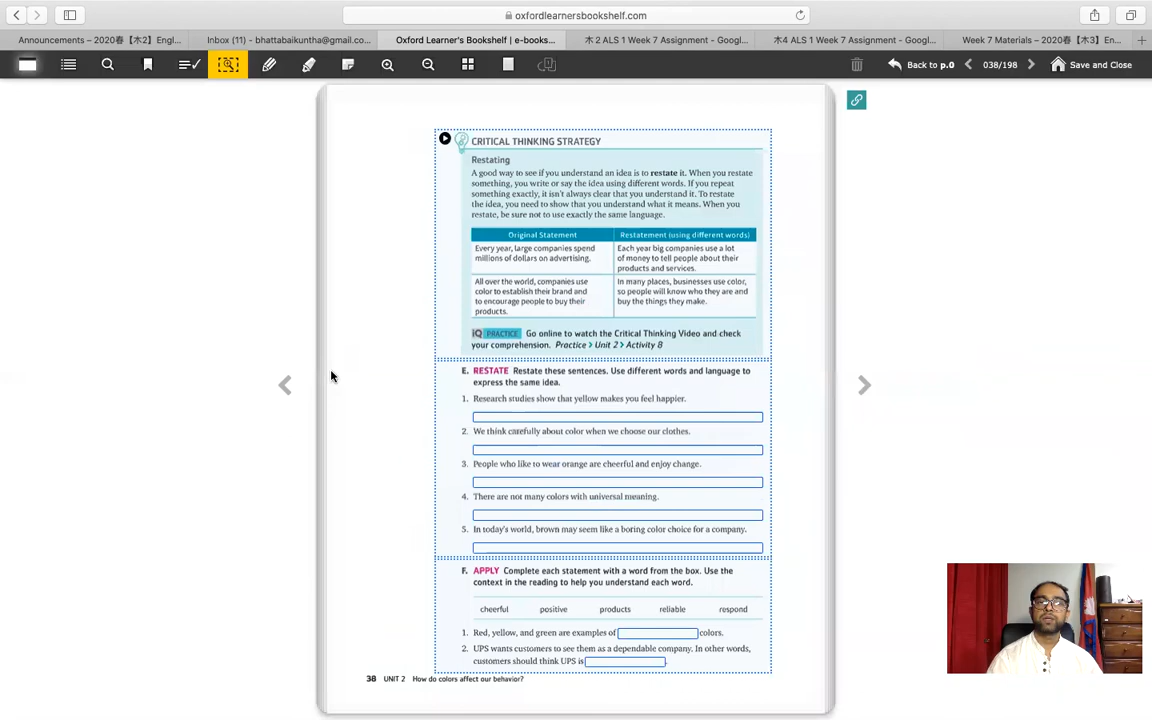 oxfordlearnersbookshelf.com
Announcements – 2020春【木2】Engl...
Inbox (11) - bhattabaikuntha@gmail.co...
Oxford Learner's Bookshelf | e-books...
木2 ALS 1 Week 7 Assignment - Googl...
木4 ALS 1 Week 7 Assignment - Googl...
Week 7 Materials – 2020春【木3】En...
Back to p.0
038/198
Save and Close
CRITICAL THINKING STRATEGY
Restating
A good way to see if you understand an idea is to restate it. When you restate
something, you write or say the idea using different words. If you repeat
something exactly, it isn't always clear that you understand it. To restate
the idea, you need to show that you understand what it means. When you
restate, be sure not to use exactly the same language.
Original Statement
Restatement (using different words)
Every year, large companies spend
millions of dollars on advertising.
Each year big companies use a lot
of money to tell people about their
products and services.
All over the world, companies use
color to establish their brand and
to encourage people to buy their
products.
In many places, businesses use color,
so people will know who they are and
buy the things they make.
iQ PRACTICE Go online to watch the Critical Thinking Video and check
your comprehension. Practice > Unit 2 > Activity 8
E. RESTATE Restate these sentences. Use different words and language to
express the same idea.
1. Research studies show that yellow makes you feel happier.
2. We think carefully about color when we choose our clothes.
3. People who like to wear orange are cheerful and enjoy change.
4. There are not many colors with universal meaning.
5. In today's world, brown may seem like a boring color choice for a company.
F. APPLY Complete each statement with a word from the box. Use the
context in the reading to help you understand each word.
cheerful positive products reliable respond
1. Red, yellow, and green are examples of colors.
2. UPS wants customers to see them as a dependable company. In other words,
customers should think UPS is .
38 UNIT 2 How do colors affect our behavior?